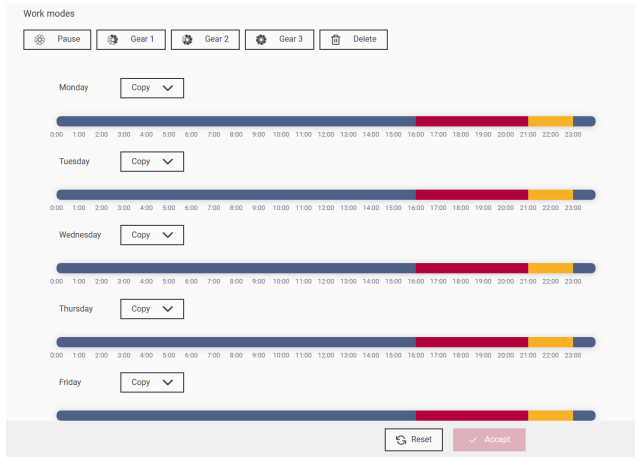 Work modes
Pause Gear 1 Gear 2 Gear 3 Delete
Monday Copy
0:00 1:00 2:00 3:00 4:00 5:00 6:00 7:00 8:00 9:00 10:00 11:00 12:00 13:00 14:00 15:00 16:00 17:00 18:00 19:00 20:00 21:00 22:00 23:00
Tuesday Copy
0:00 1:00 2:00 3:00 4:00 5:00 6:00 7:00 8:00 9:00 10:00 11:00 12:00 13:00 14:00 15:00 16:00 17:00 18:00 19:00 20:00 21:00 22:00 23:00
Wednesday Copy
0:00 1:00 2:00 3:00 4:00 5:00 6:00 7:00 8:00 9:00 10:00 11:00 12:00 13:00 14:00 15:00 16:00 17:00 18:00 19:00 20:00 21:00 22:00 23:00
Thursday Copy
0:00 1:00 2:00 3:00 4:00 5:00 6:00 7:00 8:00 9:00 10:00 11:00 12:00 13:00 14:00 15:00 16:00 17:00 18:00 19:00 20:00 21:00 22:00 23:00
Friday Copy
Reset Accept